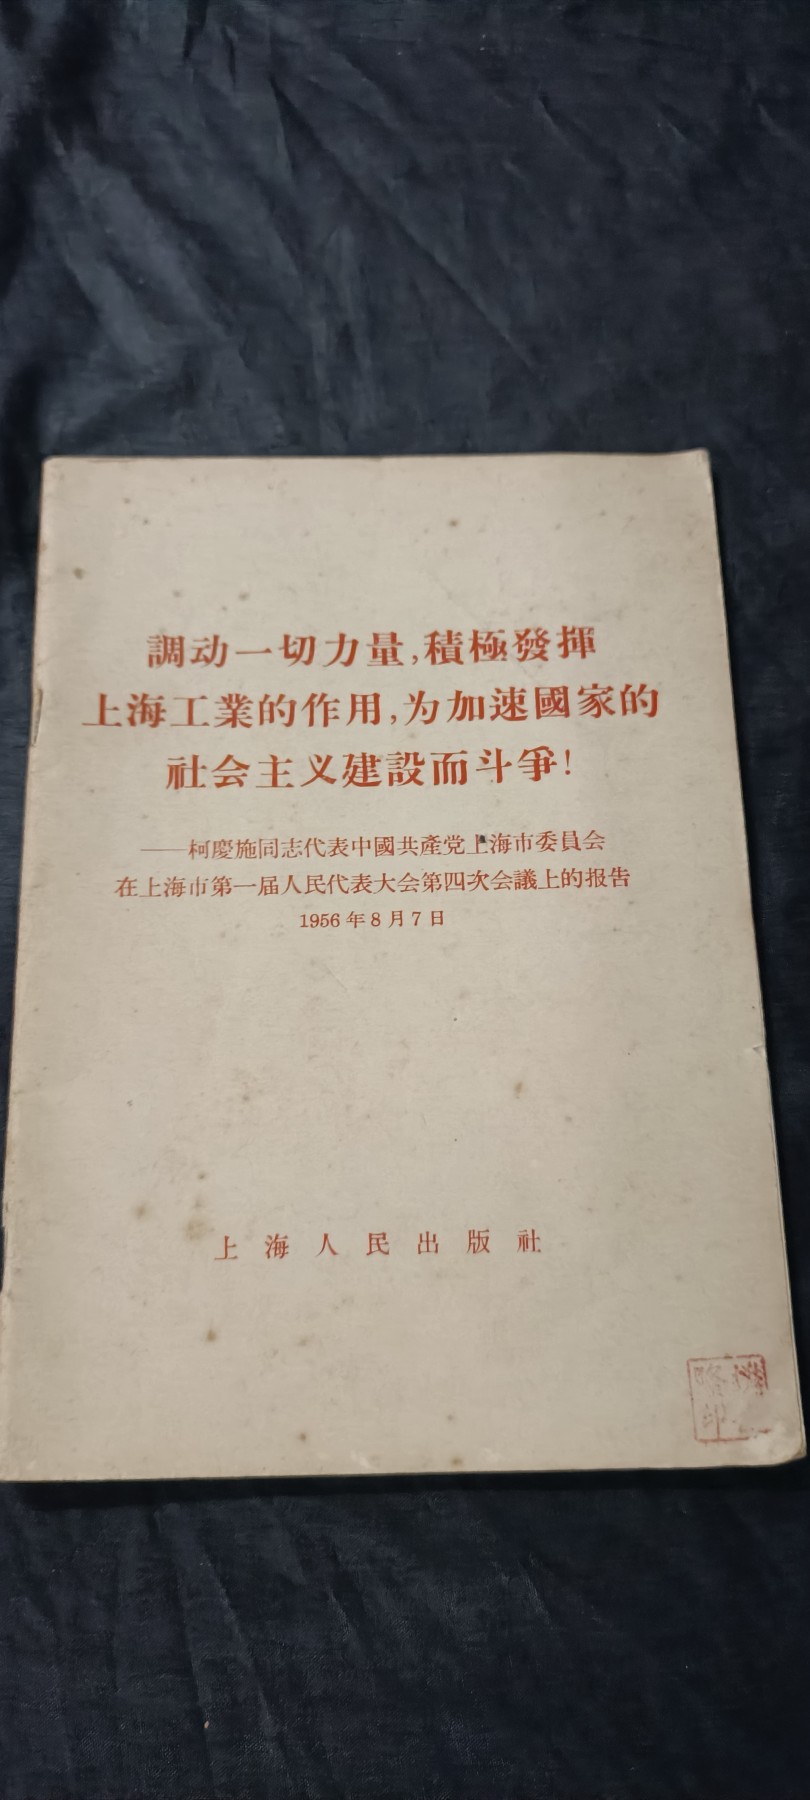 調动一切力量,積極發揮
上海工業的作用,为加速國家的
社会主义建設而斗爭!
——柯慶施同志代表中國共產党上海市委員会
在上海市第一届人民代表大会第四次会議上的报告
1956年8月7日
上海人民出版社
印